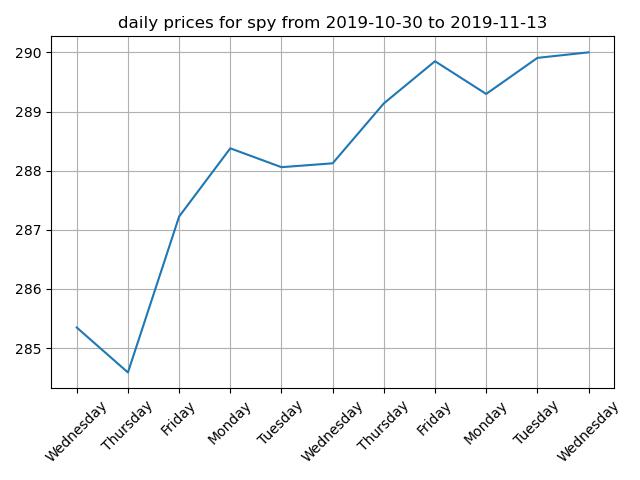 daily prices for spy from 2019-10-30 to 2019-11-13
290
289
288
287
286
285
Wednesday
Thursday
Friday
Monday
Tuesday
Wednesday
Thursday
Friday
Monday
Tuesday
Wednesday